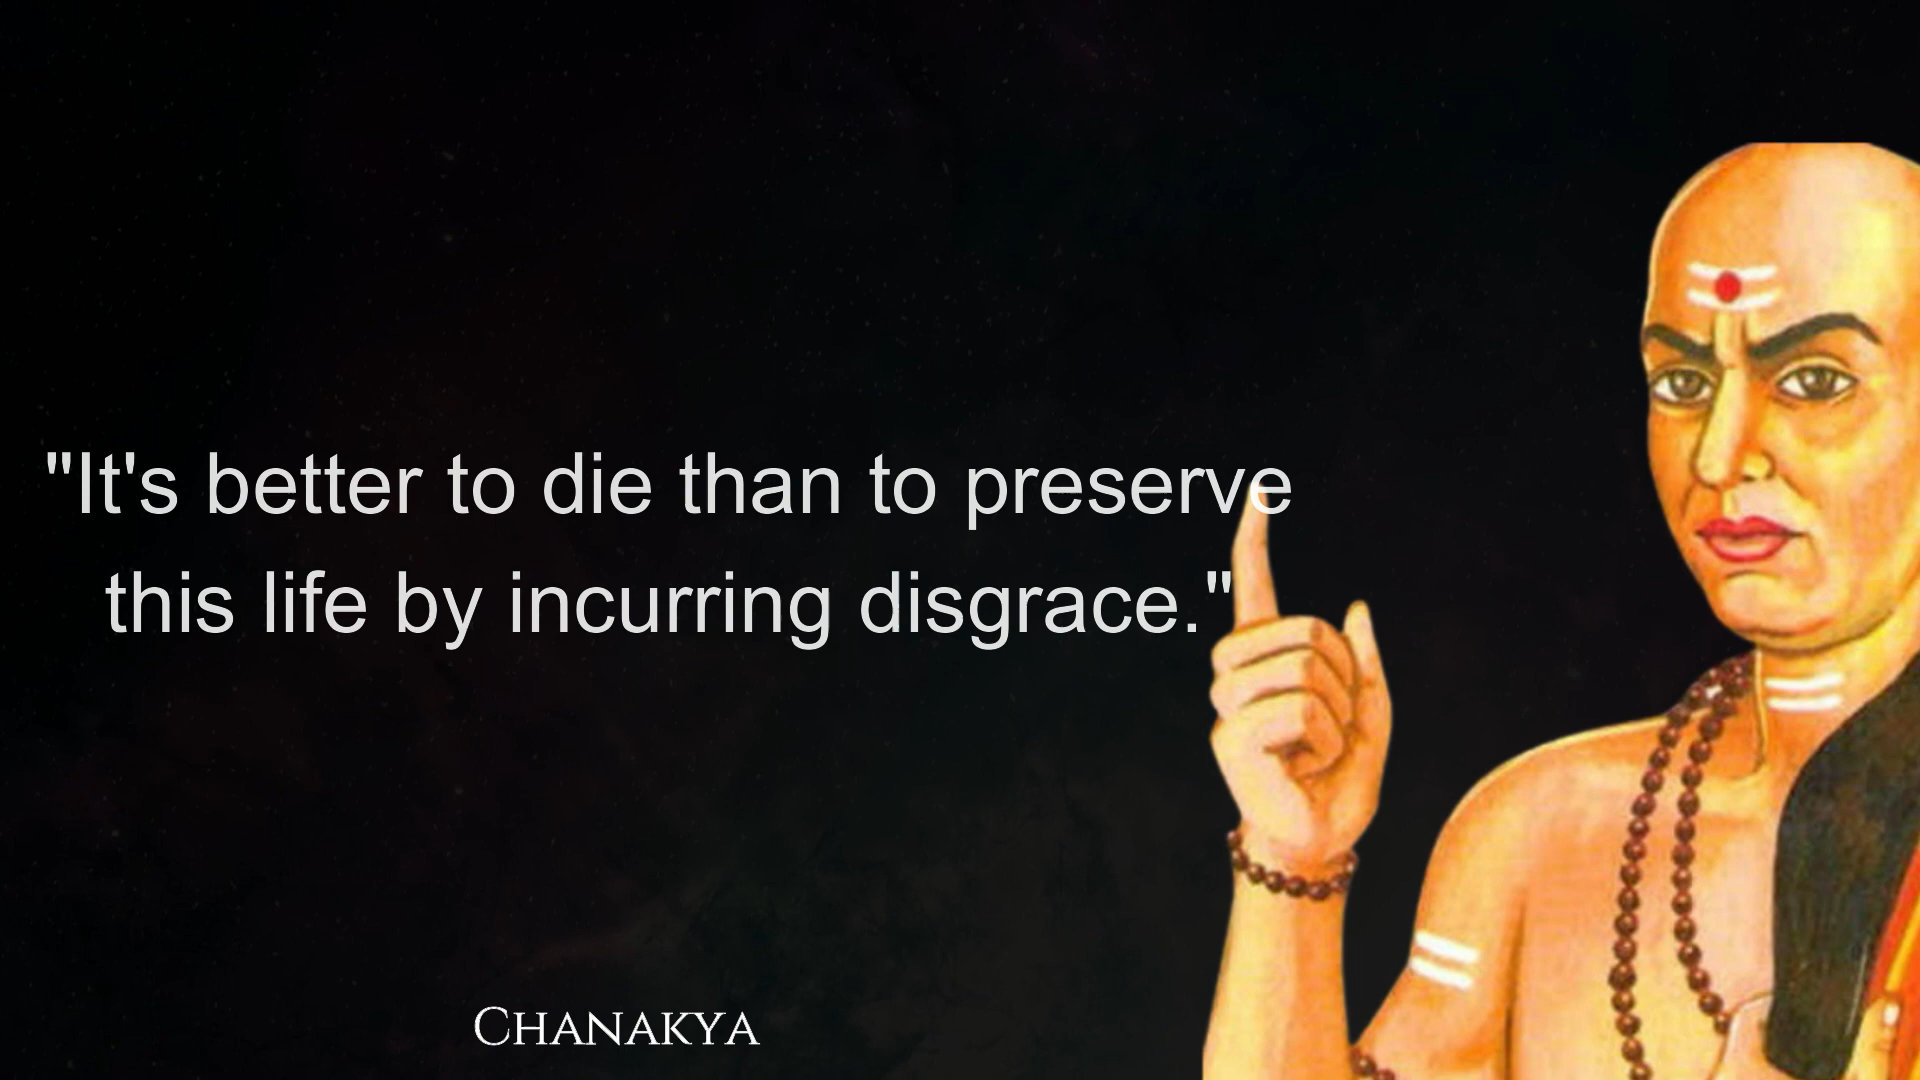 "It's better to die than to preserve
this life by incurring disgrace."
CHANAKYA